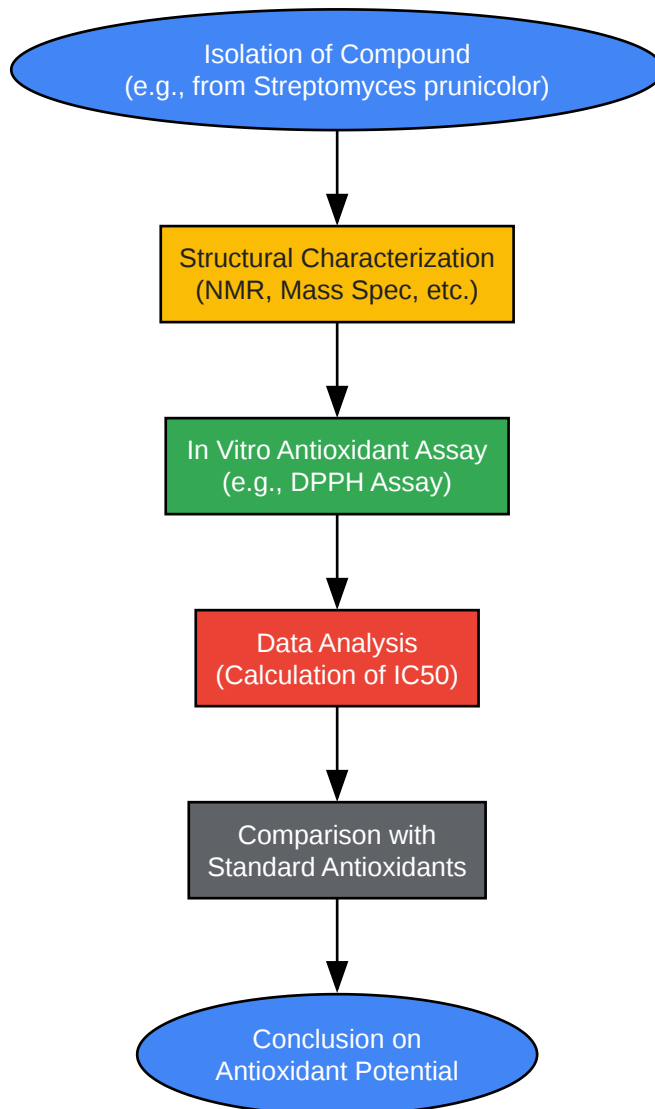 Isolation of Compound
(e.g., from Streptomyces prunicolor)
Structural Characterization
(NMR, Mass Spec, etc.)
In Vitro Antioxidant Assay
(e.g., DPPH Assay)
Data Analysis
(Calculation of IC50)
Comparison with
Standard Antioxidants
Conclusion on
Antioxidant Potential